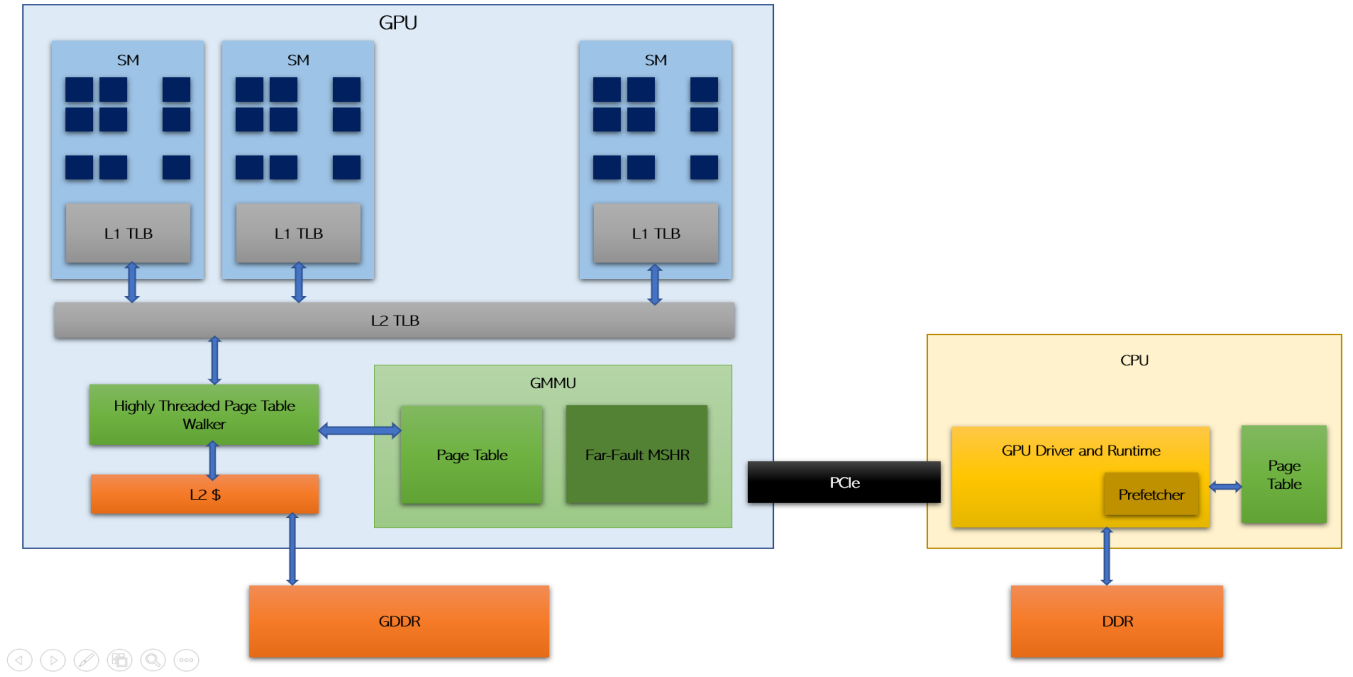 GPU
SM
SM
SM
L1 TLB
L1 TLB
L1 TLB
L2 TLB
Highly Threaded Page Table
Walker
L2 $
GMMU
Page Table
Far-Fault MSHR
PCIe
CPU
GPU Driver and Runtime
Prefetcher
Page
Table
GDDR
DDR